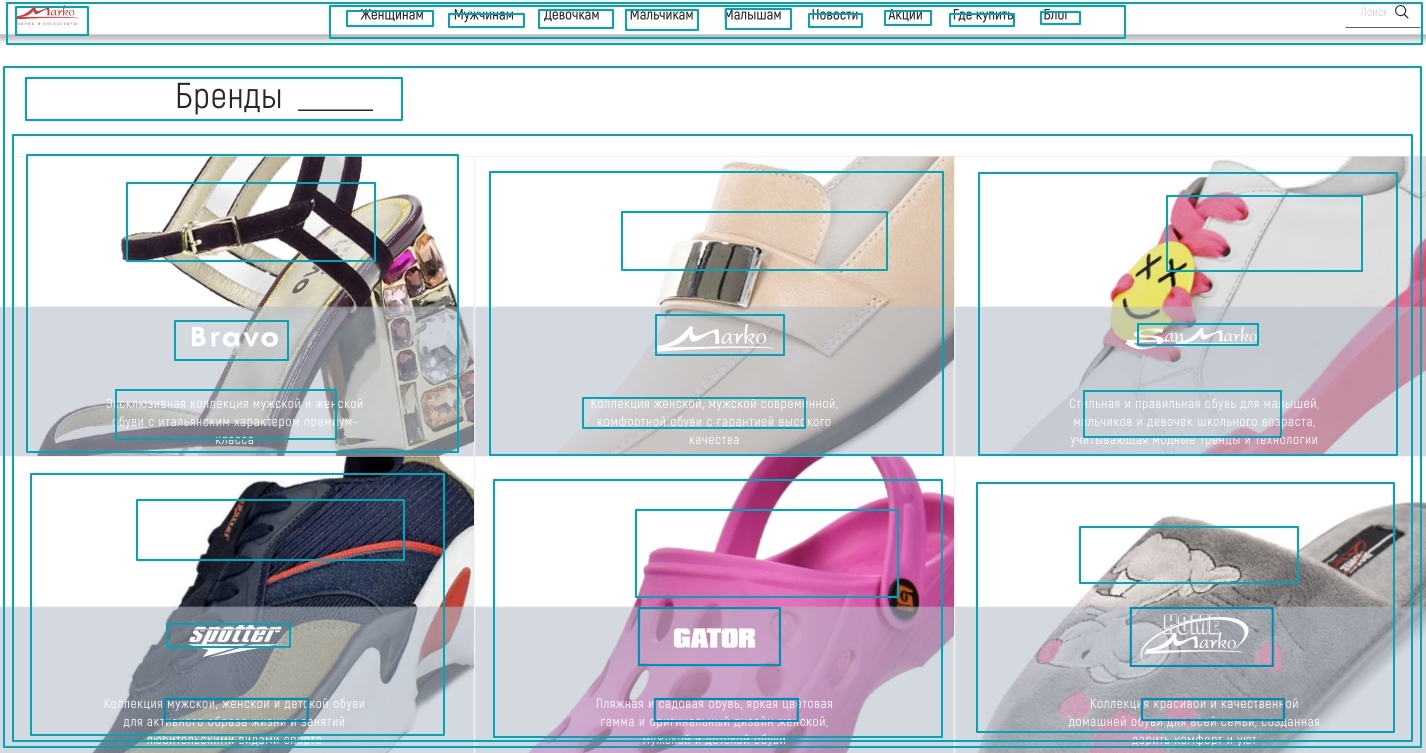 Marko
ОБУВЬ И АКСЕССУАРЫ
Женщинам Мужчинам Девочкам Мальчикам Малышам Новости Акции Где купить Блог
Поиск
Бренды
Bravo
Эксклюзивная коллекция мужской и женской
обуви с итальянским характером премиум-
класса
Marko
Коллекция женской, мужской современной,
комфортной обуви с гарантией высокого
качества
San Marko
Стильная и правильная обувь для малышей,
мальчиков и девочек школьного возраста,
учитывающая модные тренды и технологии
spotter
Коллекция мужской, женской и детской обуви
для активного образа жизни и занятий
любительскими видами спорта
GATOR
Пляжная и садовая обувь, яркая цветовая
гамма и оригинальный дизайн женской,
мужской и детской обуви
HOME
Marko
Коллекция красивой и качественной
домашней обуви для всей семьи, созданная
дарить комфорт и уют